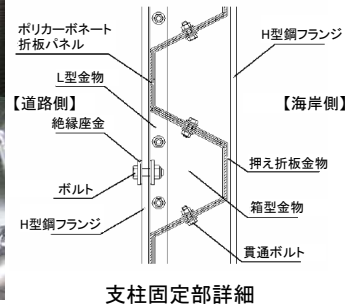 ポリカーボネート
折板パネル
L型金物
【道路側】
絶縁座金
ボルト
H型鋼フランジ
H型鋼フランジ
【海岸側】
押え折板金物
箱型金物
貫通ボルト
支柱固定部詳細